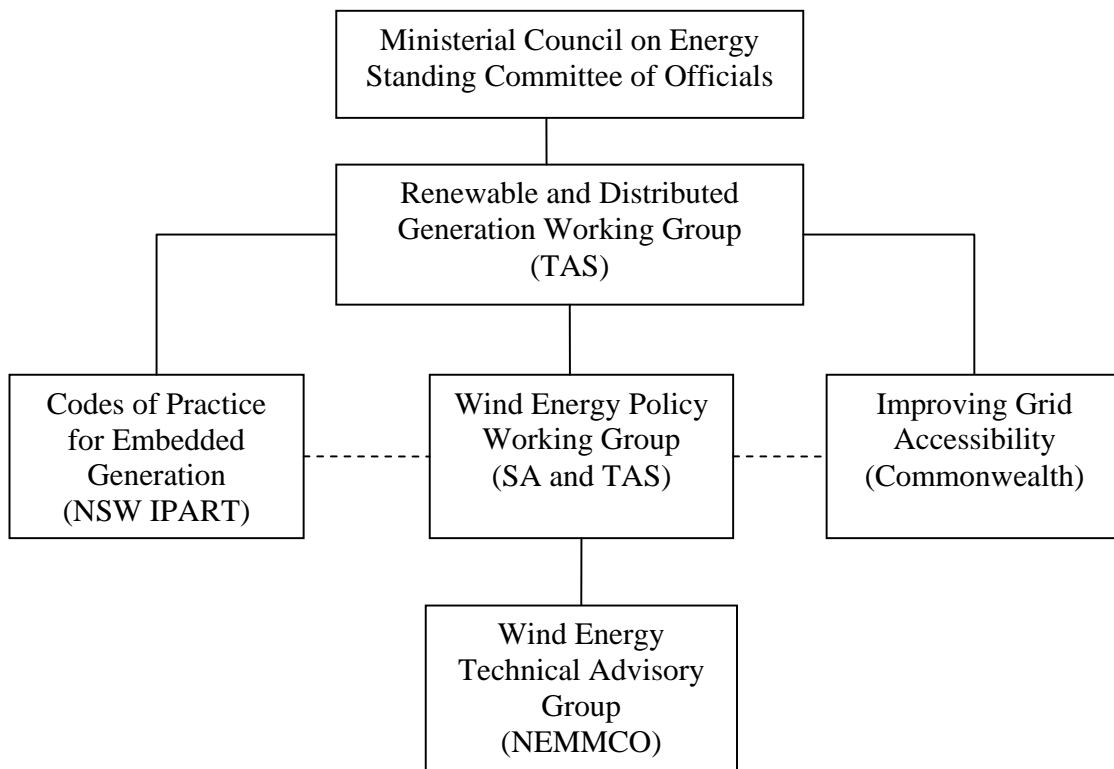 Ministerial Council on Energy
Standing Committee of Officials
Renewable and Distributed
Generation Working Group
(TAS)
Codes of Practice
for Embedded
Generation
(NSW IPART)
Wind Energy Policy
Working Group
(SA and TAS)
Improving Grid
Accessibility
(Commonwealth)
Wind Energy
Technical Advisory
Group
(NEMMCO)